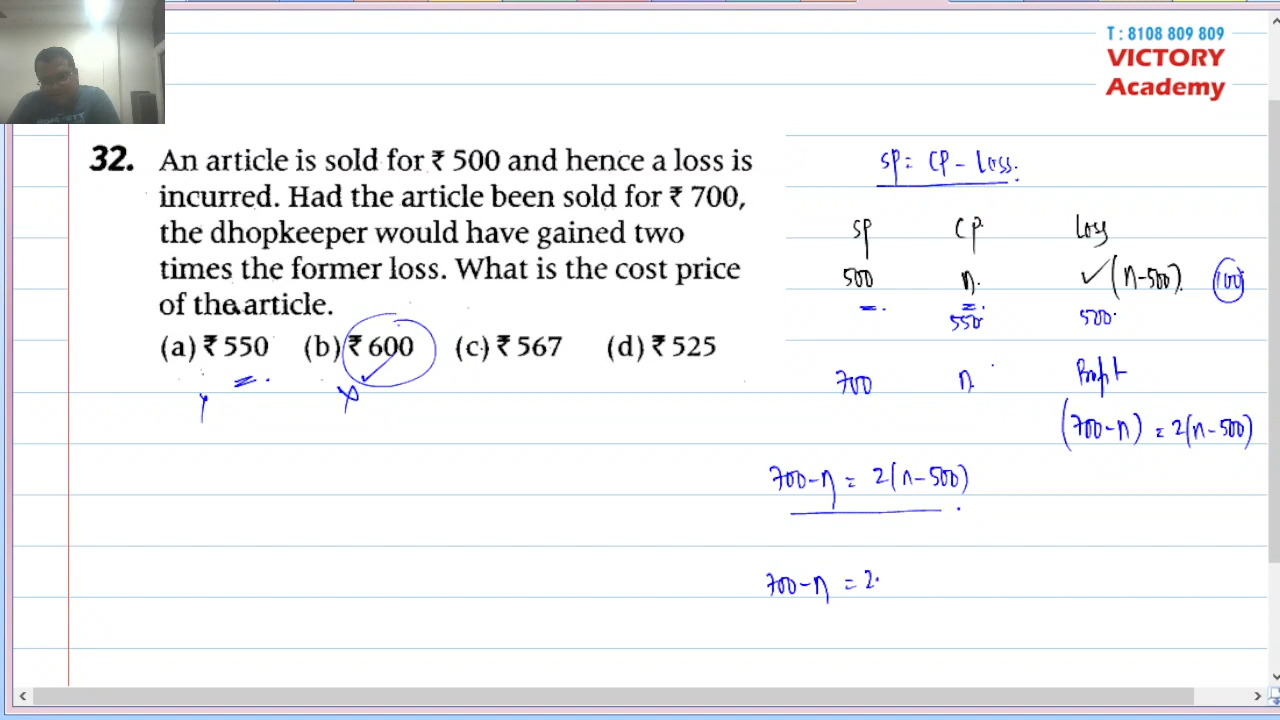 T : 8108 809 809
VICTORY
Academy
32. An article is sold for ₹ 500 and hence a loss is
incurred. Had the article been sold for ₹ 700,
the dhopkeeper would have gained two
times the former loss. What is the cost price
of the article.
(a) ₹ 550 (b) ₹ 600 (c) ₹ 567 (d) ₹ 525
SP = CP - Loss.
SP CP Loss
500 n. ✓ (n-500). 100
550 500.
700 n. Profit
(700-n) = 2(n-500)
700-n = 2(n-500)
700-n = 2.